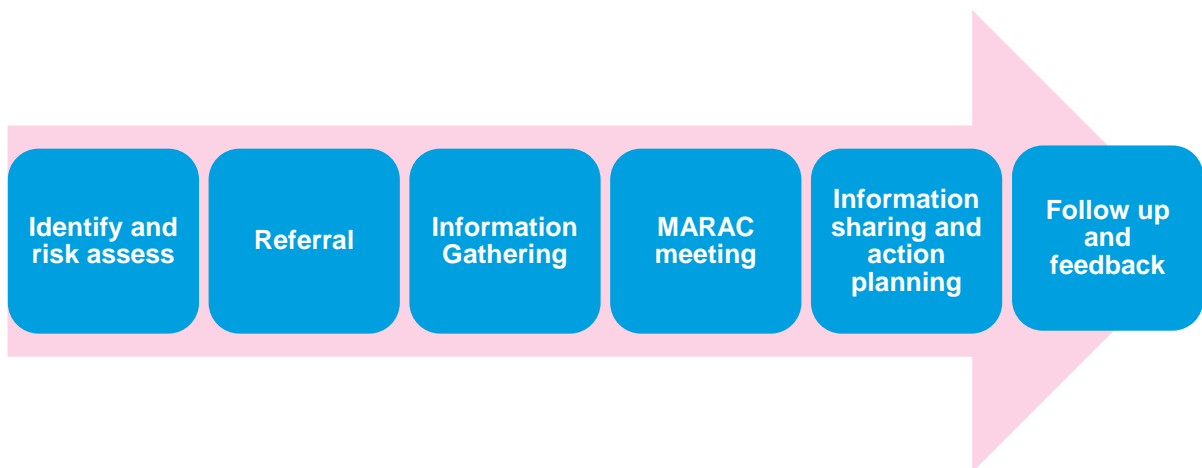 Identify and
risk assess
Referral
Information
Gathering
MARAC
meeting
Information
sharing and
action
planning
Follow up
and
feedback